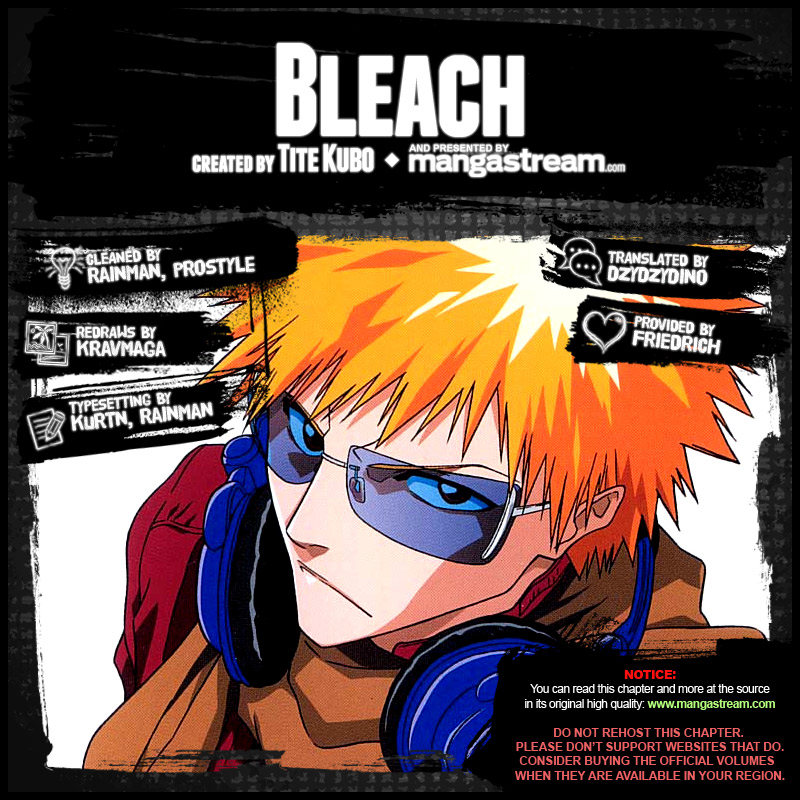 BLEACH
CREATED BY TITE KUBO ◆ AND PRESENTED BY mangastream.com
CLEANED BY
RAINMAN, PROSTYLE
REDRAWS BY
KRAVMAGA
TYPESETTING BY
KURTN, RAINMAN
TRANSLATED BY
DZYDZYDINO
PROVIDED BY
FRIEDRICH
NOTICE:
You can read this chapter and more at the source
in its original high quality: www.mangastream.com
DO NOT REHOST THIS CHAPTER.
PLEASE DON'T SUPPORT WEBSITES THAT DO.
CONSIDER BUYING THE OFFICIAL VOLUMES
WHEN THEY ARE AVAILABLE IN YOUR REGION.